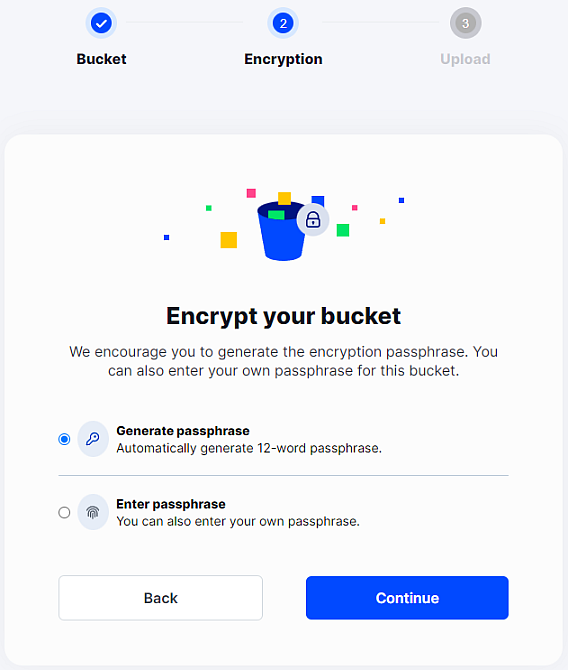 2
3
Bucket
Encryption
Upload
Encrypt your bucket
We encourage you to generate the encryption passphrase. You
can also enter your own passphrase for this bucket.
Generate passphrase
Automatically generate 12-word passphrase.
Enter passphrase
You can also enter your own passphrase.
Back
Continue